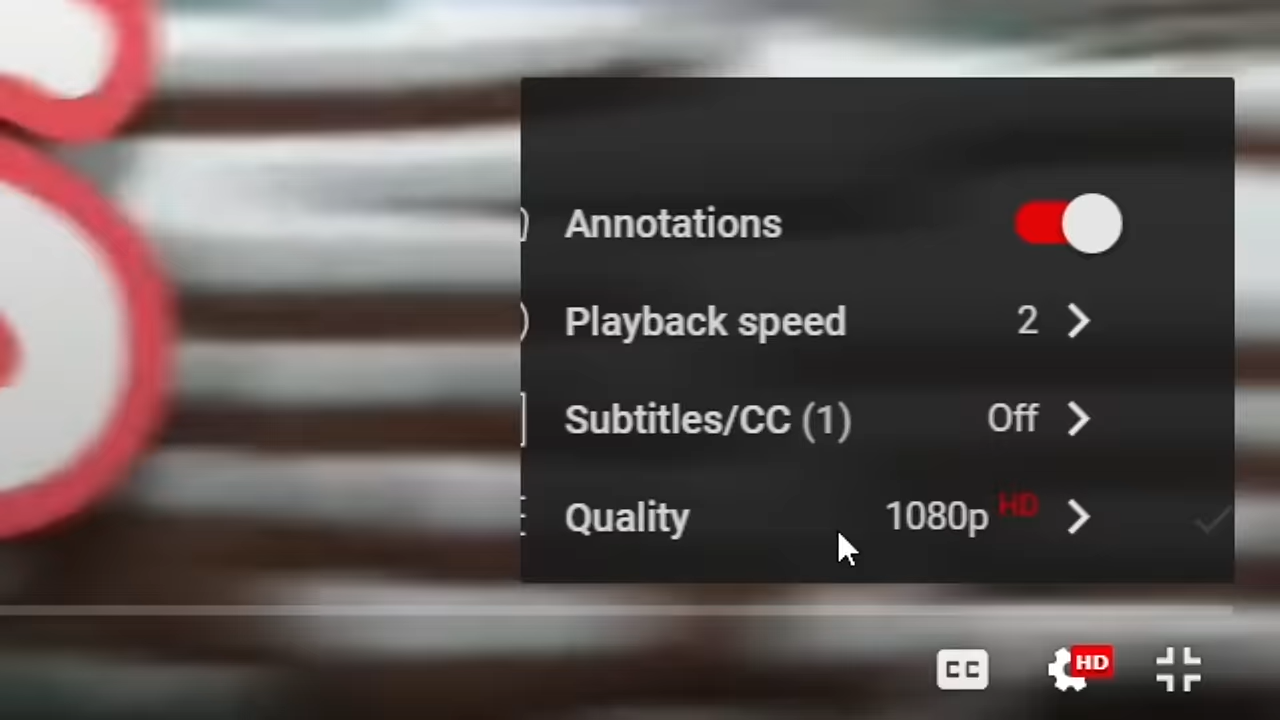 Annotations
Playback speed 2
Subtitles/CC (1) Off
Quality 1080p HD
CC HD